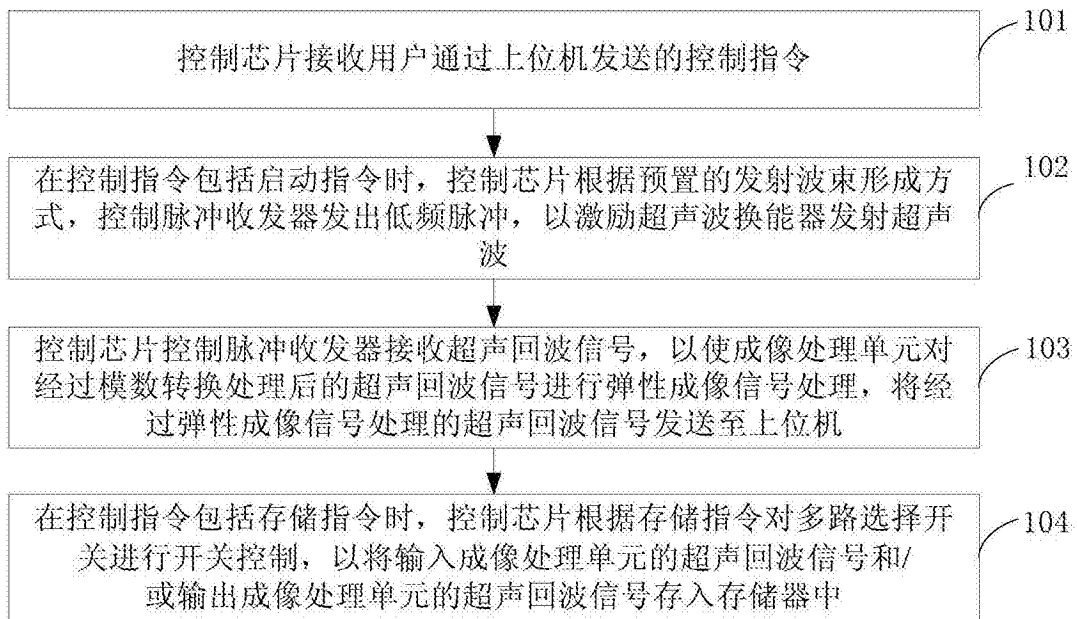 控制芯片接收用户通过上位机发送的控制指令
101
在控制指令包括启动指令时，控制芯片根据预置的发射波束形成方
式，控制脉冲收发器发出低频脉冲，以激励超声波换能器发射超声
波
102
控制芯片控制脉冲收发器接收超声回波信号，以使成像处理单元对
经过模数转换处理后的超声回波信号进行弹性成像信号处理，将经
过弹性成像信号处理的超声回波信号发送至上位机
103
在控制指令包括存储指令时，控制芯片根据存储指令对多路选择开
关进行开关控制，以将输入成像处理单元的超声回波信号和/
或输出成像处理单元的超声回波信号存入存储器中
104